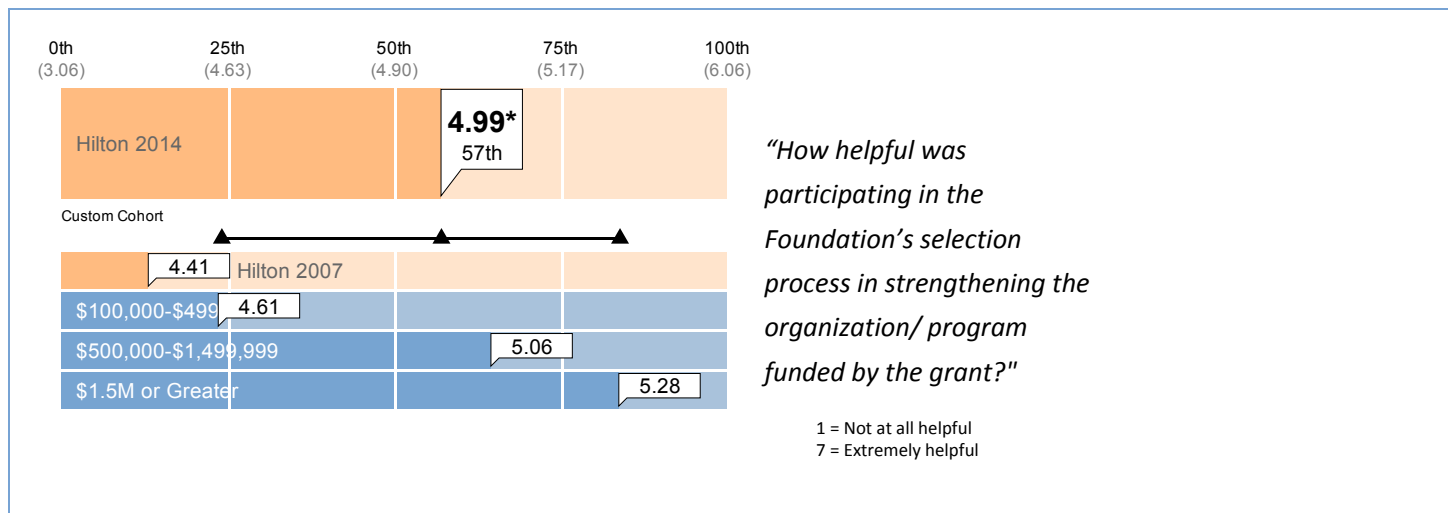 0th 25th 50th 75th 100th
(3.06) (4.63) (4.90) (5.17) (6.06)
Hilton 2014
4.99*
57th
Custom Cohort
4.41 Hilton 2007
$100,000-$499 4.61
$500,000-$1,499,999 5.06
$1.5M or Greater 5.28
“How helpful was
participating in the
Foundation’s selection
process in strengthening the
organization/ program
funded by the grant?"
1 = Not at all helpful
7 = Extremely helpful